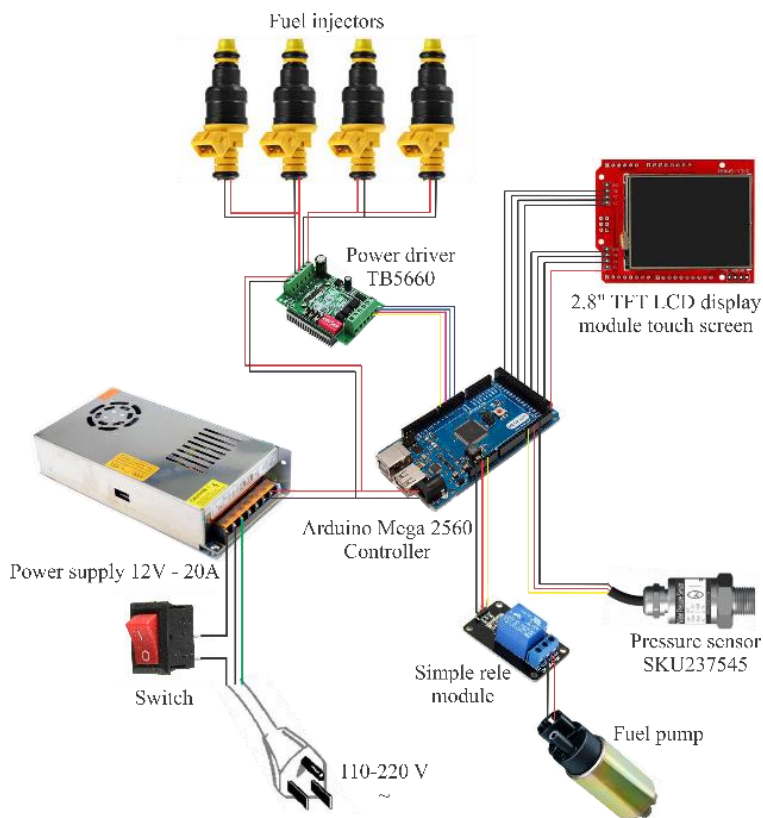 Fuel injectors
Power driver
TB5660
2.8" TFT LCD display
module touch screen
Arduino Mega 2560
Controller
Power supply 12V - 20A
Switch
Simple rele
module
Pressure sensor
SKU237545
Fuel pump
110-220 V
~